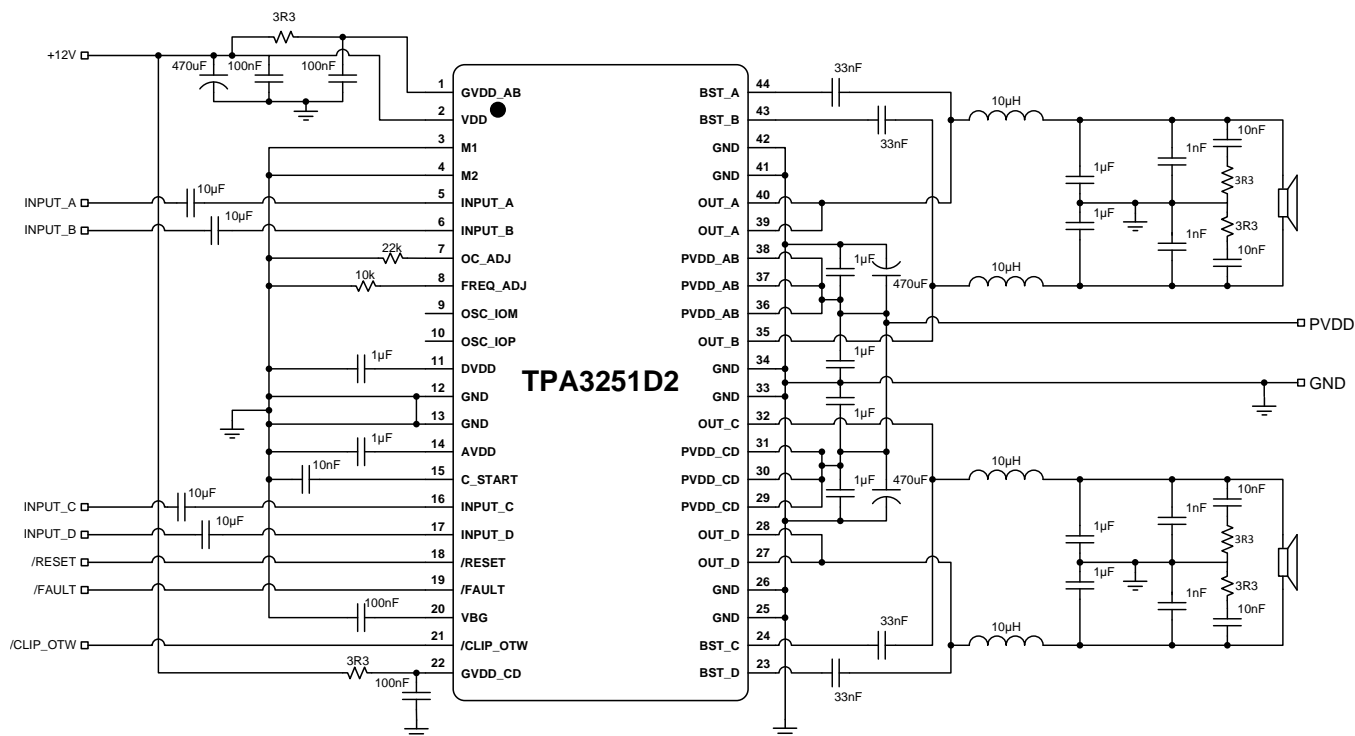 3R3
+12V
470uF
100nF
100nF
1
GVDD_AB
2
VDD
3
M1
4
M2
INPUT_A
10µF
5
INPUT_A
INPUT_B
10µF
6
INPUT_B
22k
7
OC_ADJ
10k
8
FREQ_ADJ
9
OSC_IOM
10
OSC_IOP
1µF
11
DVDD
12
GND
13
GND
1µF
14
AVDD
10nF
15
C_START
INPUT_C
10µF
16
INPUT_C
INPUT_D
10µF
17
INPUT_D
/RESET
18
/RESET
/FAULT
19
/FAULT
100nF
20
VBG
/CLIP_OTW
21
/CLIP_OTW
3R3
22
GVDD_CD
100nF
TPA3251D2
BST_A
44
33nF
BST_B
43
33nF
GND
42
GND
41
OUT_A
40
OUT_A
39
PVDD_AB
38
PVDD_AB
37
PVDD_AB
36
OUT_B
35
GND
34
GND
33
OUT_C
32
PVDD_CD
31
PVDD_CD
30
PVDD_CD
29
OUT_D
28
OUT_D
27
GND
26
GND
25
BST_C
24
33nF
BST_D
23
33nF
1µF
470uF
1µF
1µF
1µF
470uF
10µH
10nF
1nF
1µF
3R3
1µF
3R3
1nF
10nF
10µH
PVDD
GND
10µH
10nF
1nF
1µF
3R3
1µF
3R3
1nF
10nF
10µH